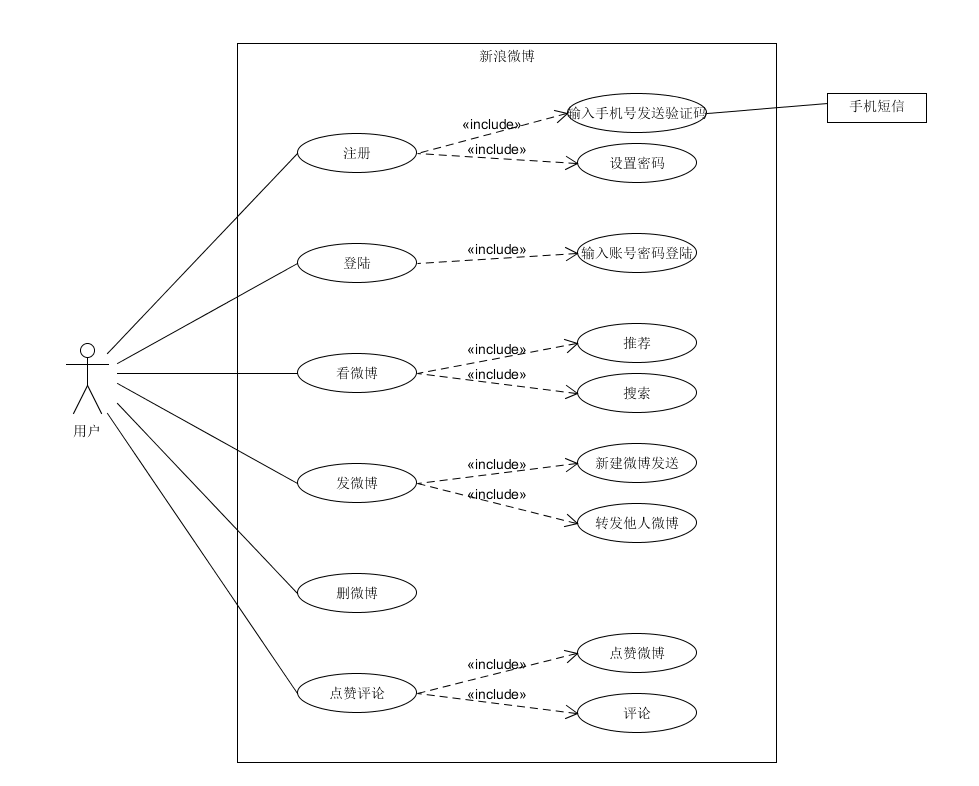 新浪微博
输入手机号发送验证码
手机短信
«include»
注册
«include»
设置密码
登陆
«include»
输入账号密码登陆
«include»
推荐
看微博
«include»
搜索
用户
«include»
新建微博发送
发微博
«include»
转发他人微博
删微博
«include»
点赞微博
点赞评论
«include»
评论